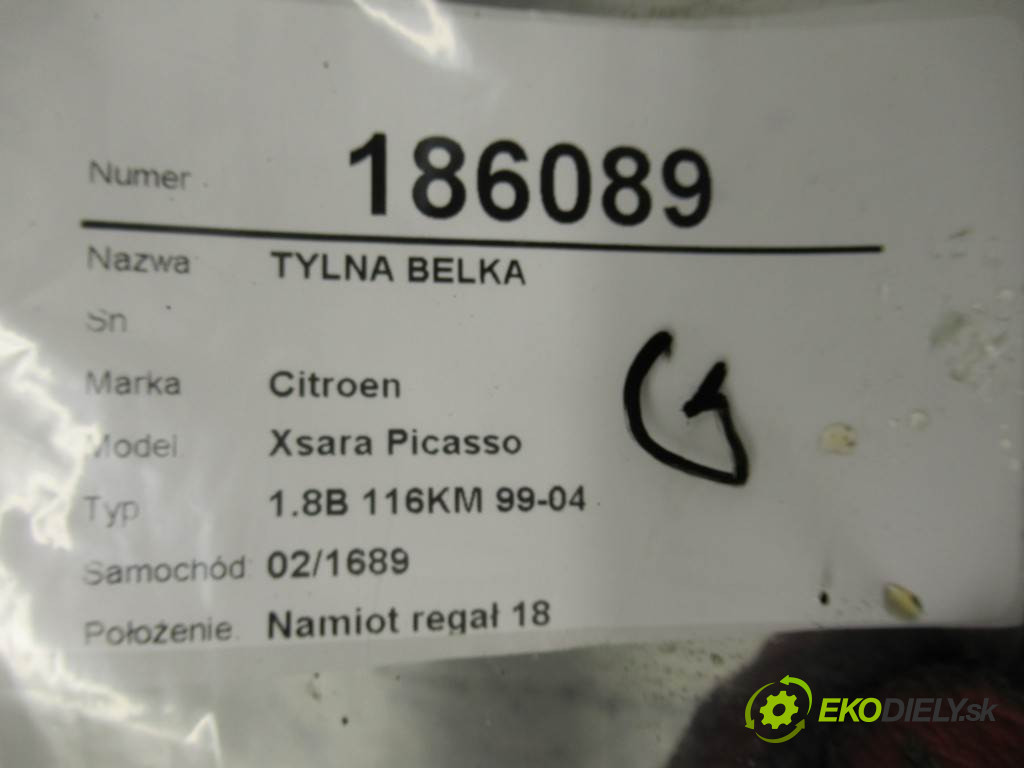 Numer 186089
Nazwa TYLNA BELKA
Sn
Marka Citroen
Model Xsara Picasso
Typ 1.8B 116KM 99-04
Samochód 02/1689
Położenie Namiot regał 18
G
EKODIELY.sk